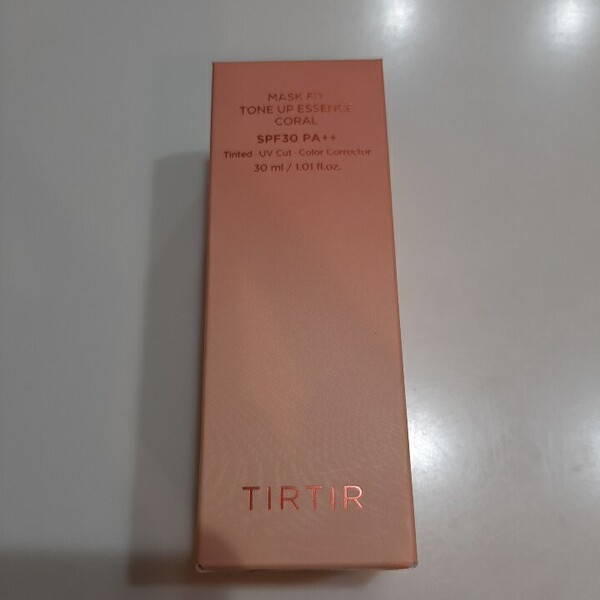 MASK FIT
TONE UP ESSENCE
CORAL
SPF30 PA++
Tinted · UV Cut · Color Corrector
30 ml / 1.01 fl.oz.
TIRTIR